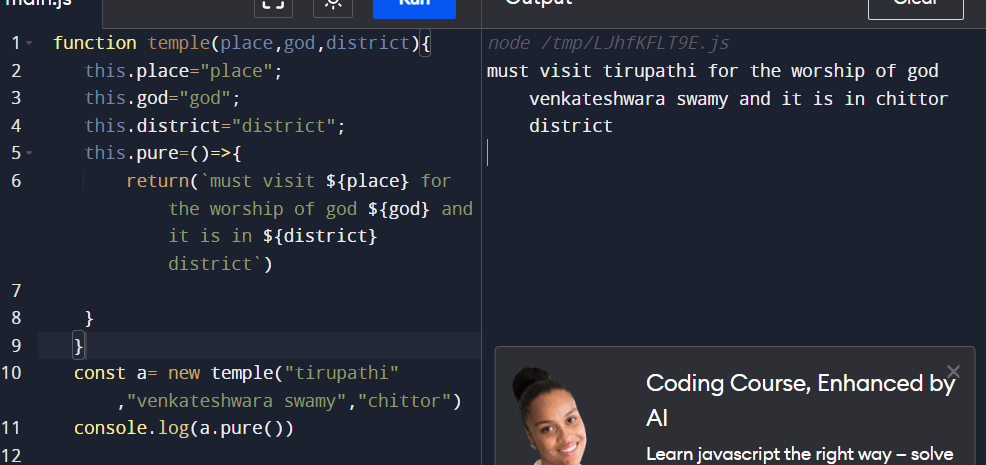 main.js
Run
Output
Clear
1 function temple(place,god,district){
2 this.place="place";
3 this.god="god";
4 this.district="district";
5 this.pure=()=>{
6 return(`must visit ${place} for
the worship of god ${god} and
it is in ${district}
district`)
7
8 }
9 }
10 const a= new temple("tirupathi"
,"venkateshwara swamy","chittor")
11 console.log(a.pure())
12
node /tmp/LJhfKFLT9E.js
must visit tirupathi for the worship of god
venkateshwara swamy and it is in chittor
district
Coding Course, Enhanced by
AI
Learn javascript the right way – solve